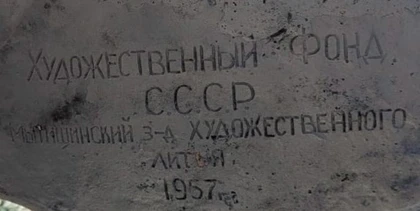 ХУДОЖЕСТВЕННЫЙ ФОНД
СССР
МЫТИЩИНСКИЙ З-Д ХУДОЖЕСТВЕННОГО
ЛИТЬЯ
1957г.